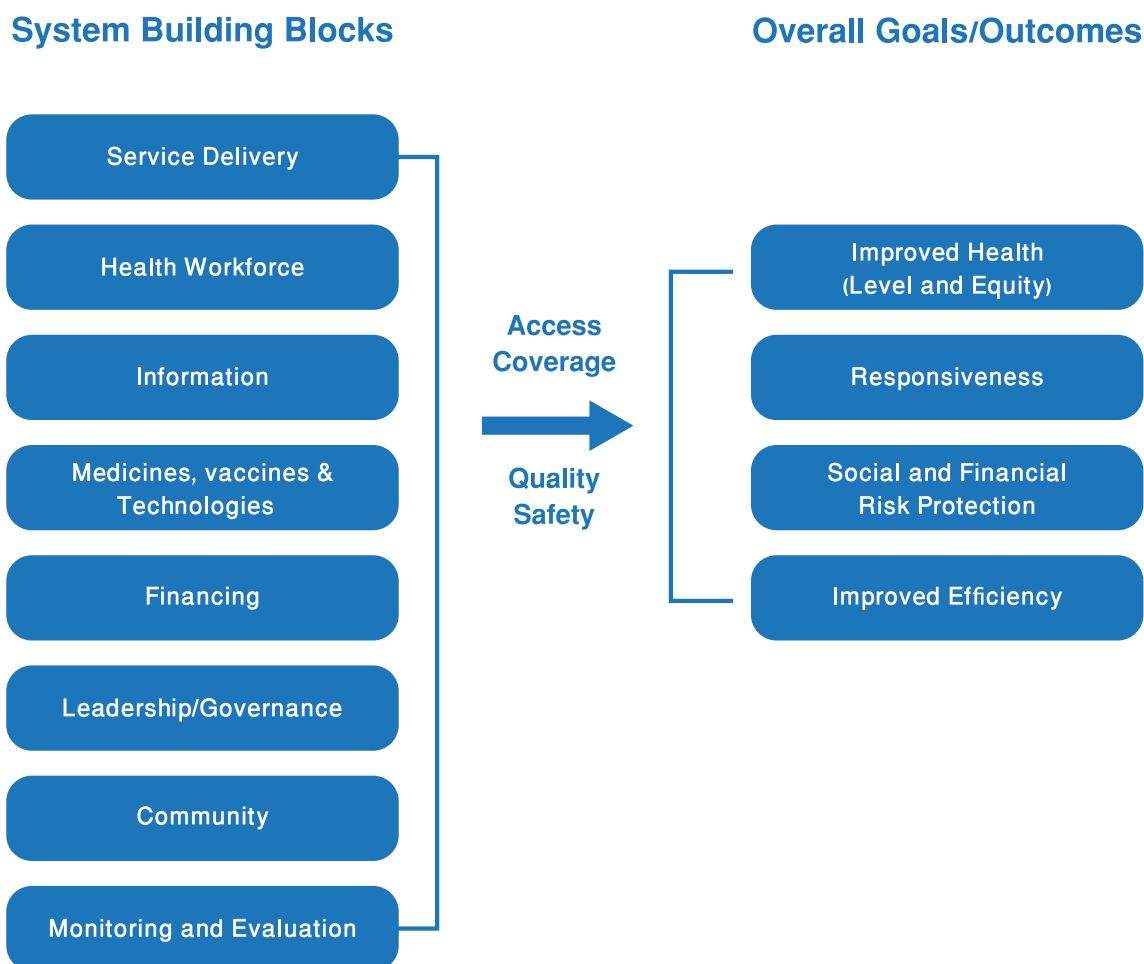 System Building Blocks
Overall Goals/Outcomes
Service Delivery
Health Workforce
Information
Medicines, vaccines &
Technologies
Financing
Leadership/Governance
Community
Monitoring and Evaluation
Access
Coverage
Quality
Safety
Improved Health
(Level and Equity)
Responsiveness
Social and Financial
Risk Protection
Improved Efficiency